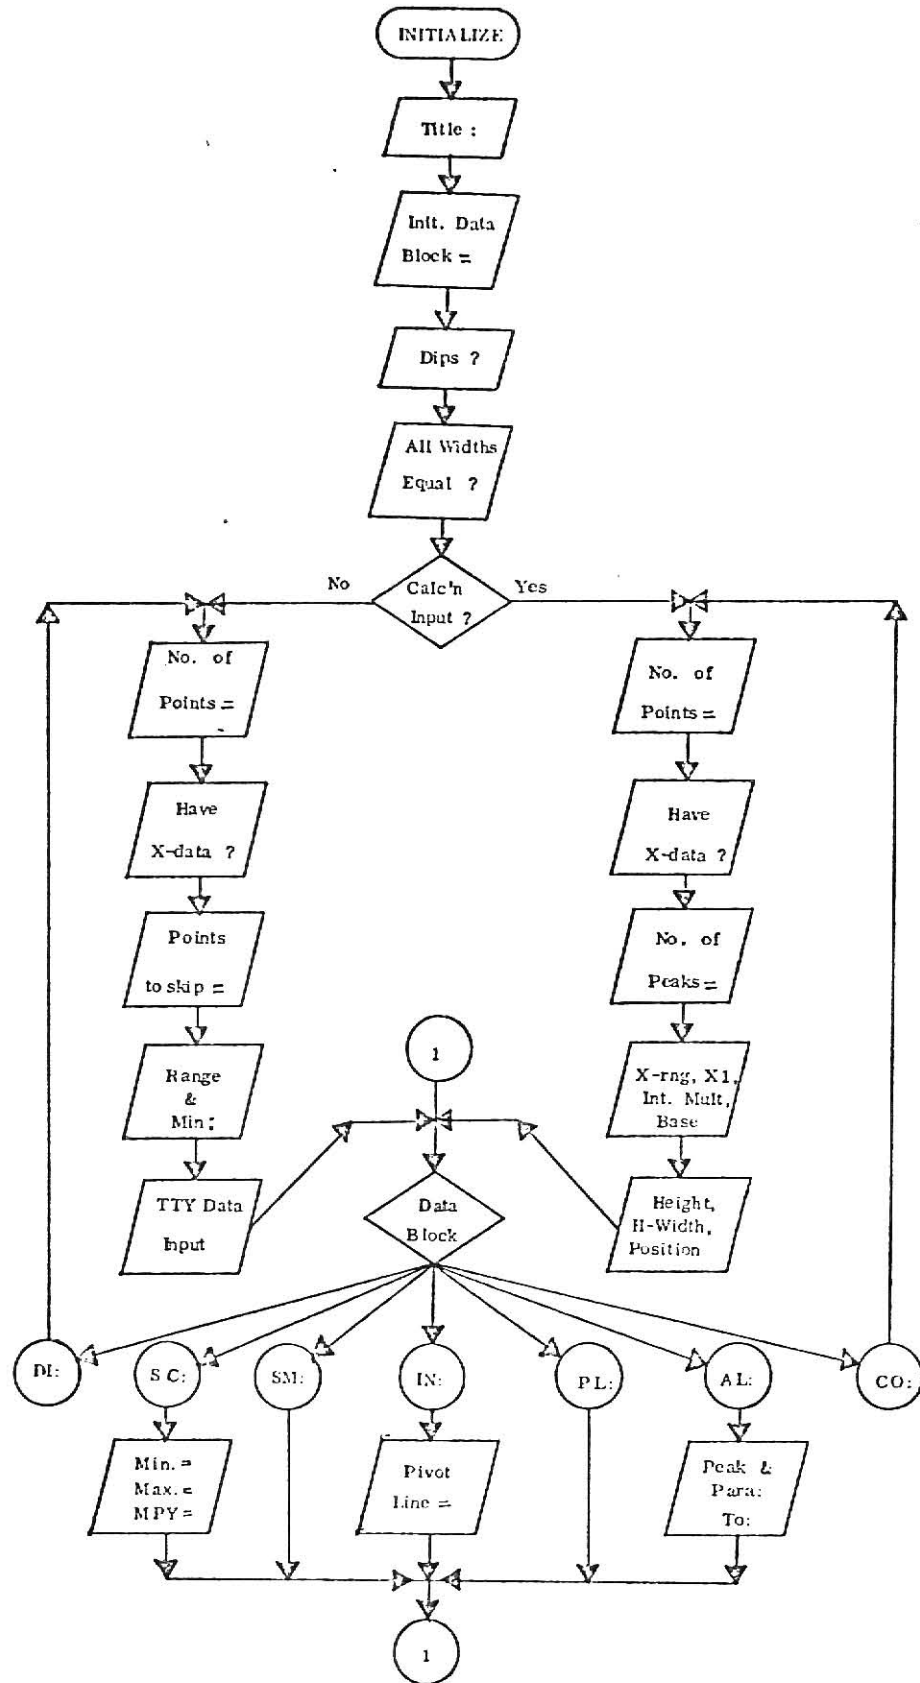 INITIALIZE
Title :
Init. Data
Block =
Dips ?
All Widths
Equal ?
Calc'n
Input ?
No
Yes
No. of
Points =
Have
X-data ?
Points
to skip =
Range
&
Min:
TTY Data
Input
No. of
Points =
Have
X-data ?
No. of
Peaks =
X-rng, X1,
Int. Mult,
Base
Height,
H-Width,
Position
1
Data
Block
DI:
SC:
SM:
IN:
PL:
AL:
CO:
Min. =
Max. =
MPY =
Pivot
Line =
Peak &
Para:
To:
1